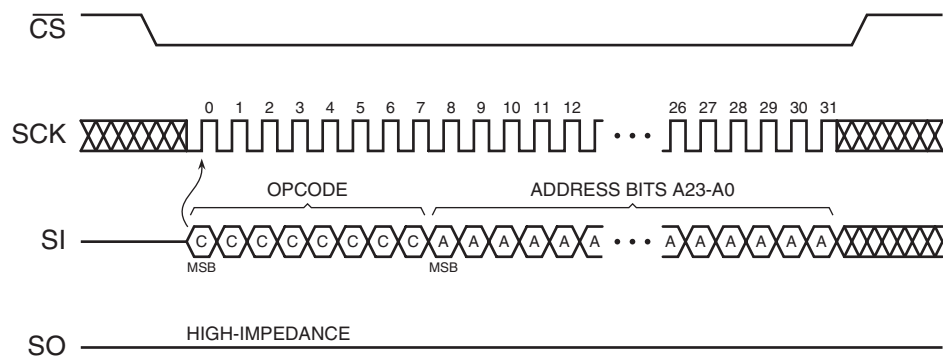 CS
0 1 2 3 4 5 6 7 8 9 10 11 12 26 27 28 29 30 31
SCK
OPCODE ADDRESS BITS A23-A0
SI C C C C C C C C A A A A A A A A A A A A
MSB MSB
HIGH-IMPEDANCE
SO